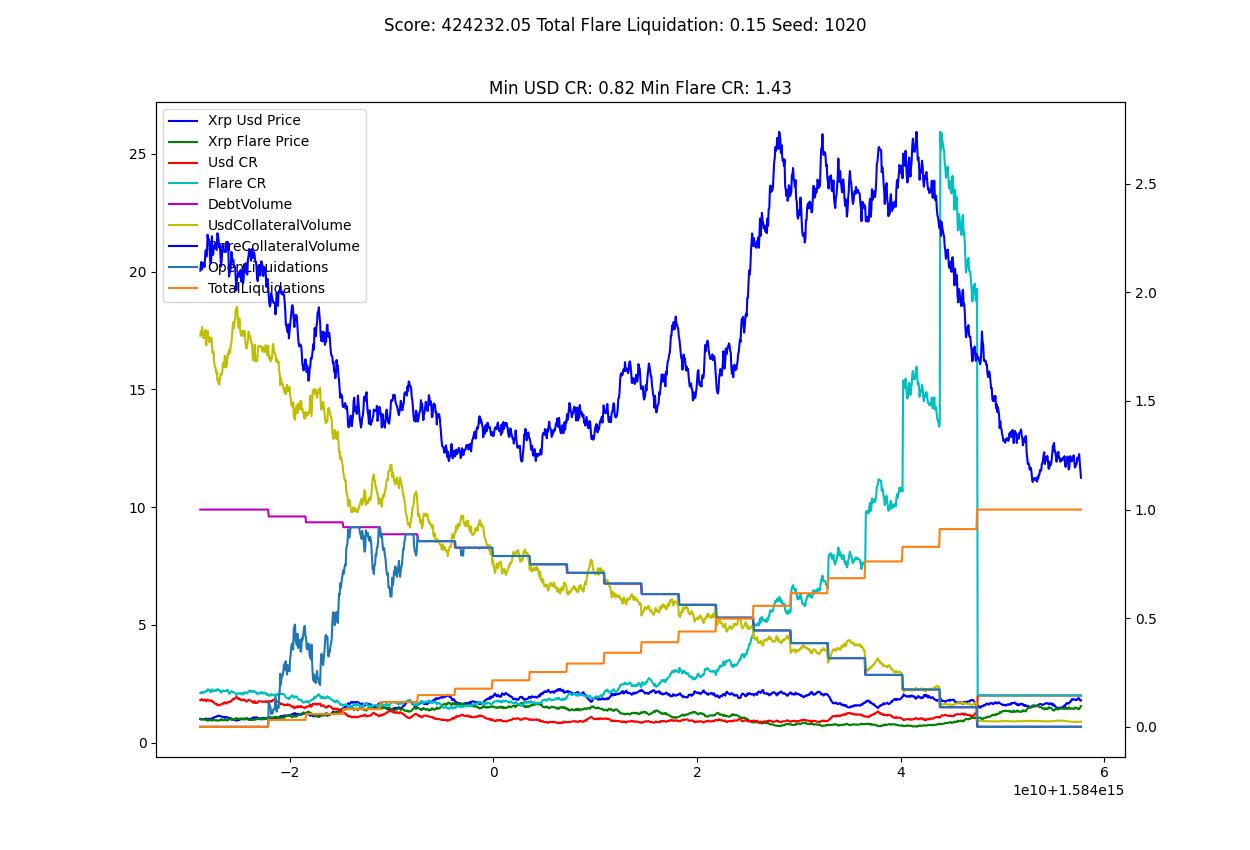 Score: 424232.05 Total Flare Liquidation: 0.15 Seed: 1020
Min USD CR: 0.82 Min Flare CR: 1.43
Xrp Usd Price
Xrp Flare Price
Usd CR
Flare CR
DebtVolume
UsdCollateralVolume
FlareCollateralVolume
OpenLiquidations
TotalLiquidations
25
20
15
10
5
0
2.5
2.0
1.5
1.0
0.5
0.0
−2
0
2
4
6
1e10+1.584e15